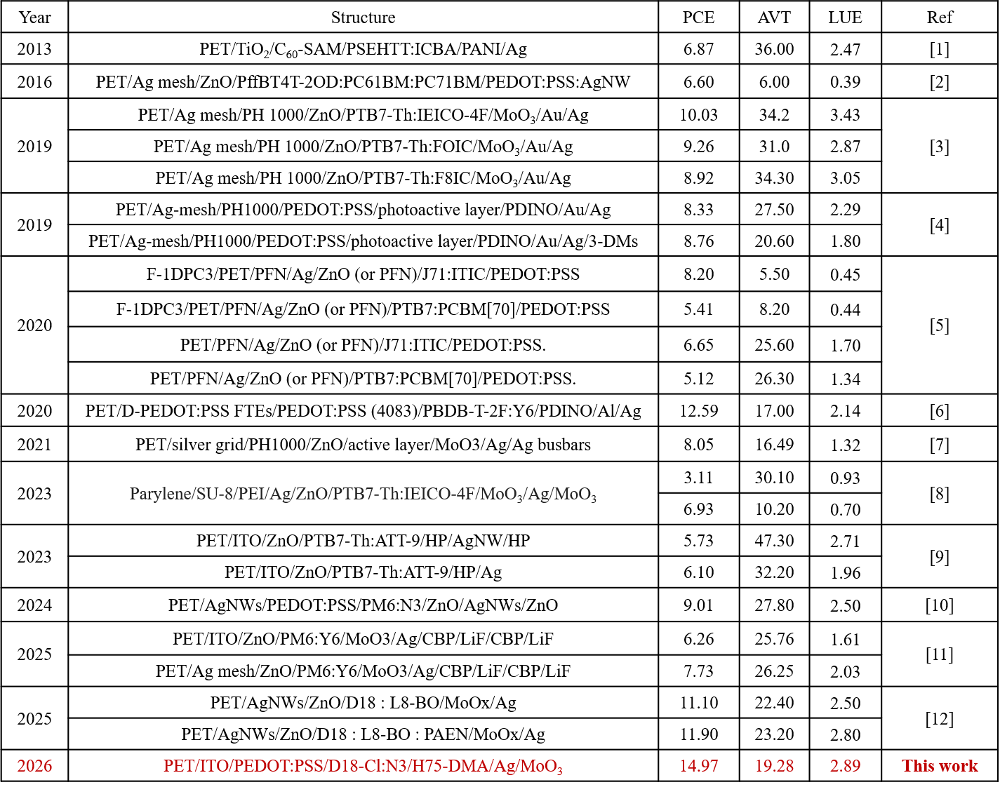 Year Structure PCE AVT LUE Ref
2013 PET/TiO₂/C₆₀-SAM/PSEHTT:ICBA/PANI/Ag 6.87 36.00 2.47 [1]
2016 PET/Ag mesh/ZnO/PffBT4T-2OD:PC61BM:PC71BM/PEDOT:PSS:AgNW 6.60 6.00 0.39 [2]
2019 PET/Ag mesh/PH 1000/ZnO/PTB7-Th:IEICO-4F/MoO₃/Au/Ag 10.03 34.2 3.43 [3]
PET/Ag mesh/PH 1000/ZnO/PTB7-Th:FOIC/MoO₃/Au/Ag 9.26 31.0 2.87
PET/Ag mesh/PH 1000/ZnO/PTB7-Th:F8IC/MoO₃/Au/Ag 8.92 34.30 3.05
2019 PET/Ag-mesh/PH1000/PEDOT:PSS/photoactive layer/PDINO/Au/Ag 8.33 27.50 2.29 [4]
PET/Ag-mesh/PH1000/PEDOT:PSS/photoactive layer/PDINO/Au/Ag/3-DMs 8.76 20.60 1.80
2020 F-1DPC3/PET/PFN/Ag/ZnO (or PFN)/J71:ITIC/PEDOT:PSS 8.20 5.50 0.45 [5]
F-1DPC3/PET/PFN/Ag/ZnO (or PFN)/PTB7:PCBM[70]/PEDOT:PSS 5.41 8.20 0.44
PET/PFN/Ag/ZnO (or PFN)/J71:ITIC/PEDOT:PSS. 6.65 25.60 1.70
PET/PFN/Ag/ZnO (or PFN)/PTB7:PCBM[70]/PEDOT:PSS. 5.12 26.30 1.34
2020 PET/D-PEDOT:PSS FTEs/PEDOT:PSS (4083)/PBDB-T-2F:Y6/PDINO/Al/Ag 12.59 17.00 2.14 [6]
2021 PET/silver grid/PH1000/ZnO/active layer/MoO3/Ag/Ag busbars 8.05 16.49 1.32 [7]
2023 Parylene/SU-8/PEI/Ag/ZnO/PTB7-Th:IEICO-4F/MoO₃/Ag/MoO₃ 3.11 30.10 0.93 [8]
6.93 10.20 0.70
2023 PET/ITO/ZnO/PTB7-Th:ATT-9/HP/AgNW/HP 5.73 47.30 2.71 [9]
PET/ITO/ZnO/PTB7-Th:ATT-9/HP/Ag 6.10 32.20 1.96
2024 PET/AgNWs/PEDOT:PSS/PM6:N3/ZnO/AgNWs/ZnO 9.01 27.80 2.50 [10]
2025 PET/ITO/ZnO/PM6:Y6/MoO3/Ag/CBP/LiF/CBP/LiF 6.26 25.76 1.61 [11]
PET/Ag mesh/ZnO/PM6:Y6/MoO3/Ag/CBP/LiF/CBP/LiF 7.73 26.25 2.03
2025 PET/AgNWs/ZnO/D18 : L8-BO/MoOx/Ag 11.10 22.40 2.50 [12]
PET/AgNWs/ZnO/D18 : L8-BO : PAEN/MoOx/Ag 11.90 23.20 2.80
2026 PET/ITO/PEDOT:PSS/D18-Cl:N3/H75-DMA/Ag/MoO₃ 14.97 19.28 2.89 This work